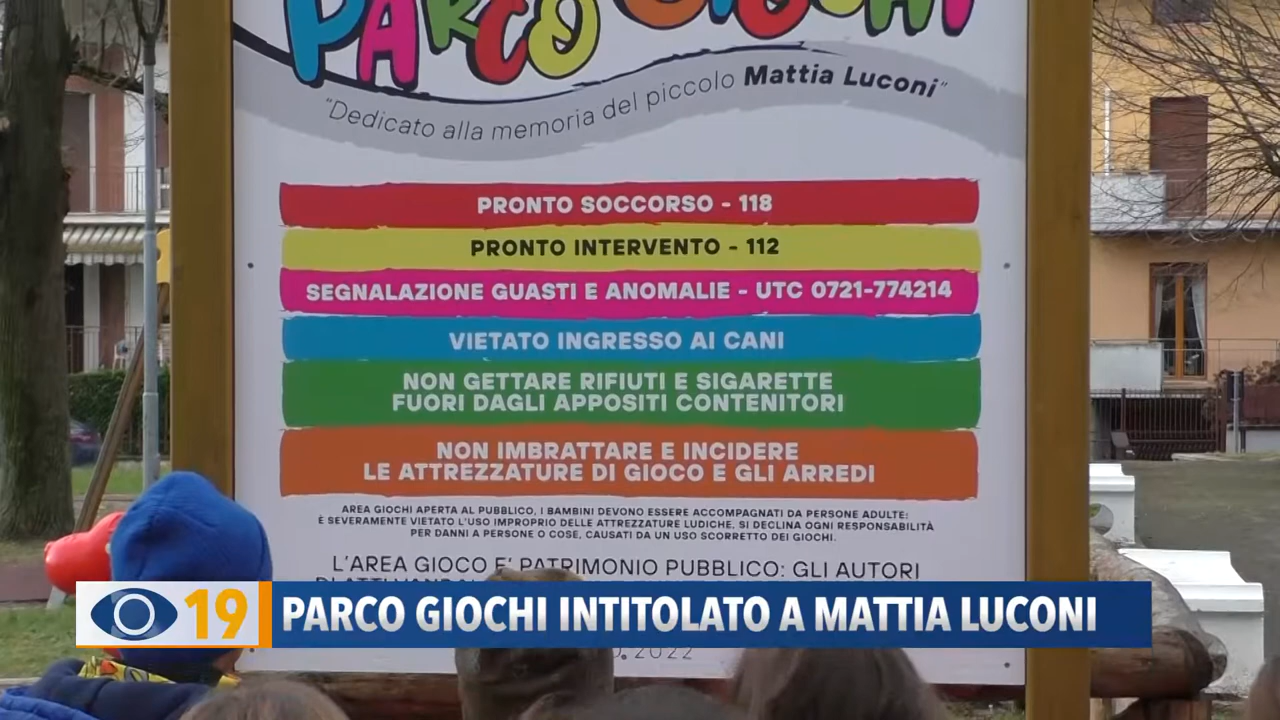 PARCO GIOCHI
"Dedicato alla memoria del piccolo Mattia Luconi"
PRONTO SOCCORSO - 118
PRONTO INTERVENTO - 112
SEGNALAZIONE GUASTI E ANOMALIE - UTC 0721-774214
VIETATO INGRESSO AI CANI
NON GETTARE RIFIUTI E SIGARETTE
FUORI DAGLI APPOSITI CONTENITORI
NON IMBRATTARE E INCIDERE
LE ATTREZZATURE DI GIOCO E GLI ARREDI
AREA GIOCHI APERTA AL PUBBLICO, I BAMBINI DEVONO ESSERE ACCOMPAGNATI DA PERSONE ADULTE:
È SEVERAMENTE VIETATO L'USO IMPROPRIO DELLE ATTREZZATURE LUDICHE, SI DECLINA OGNI RESPONSABILITÀ
PER DANNI A PERSONE O COSE, CAUSATI DA UN USO SCORRETTO DEI GIOCHI.
L'AREA GIOCO E' PATRIMONIO PUBBLICO: GLI AUTORI
19 PARCO GIOCHI INTITOLATO A MATTIA LUCONI
2022